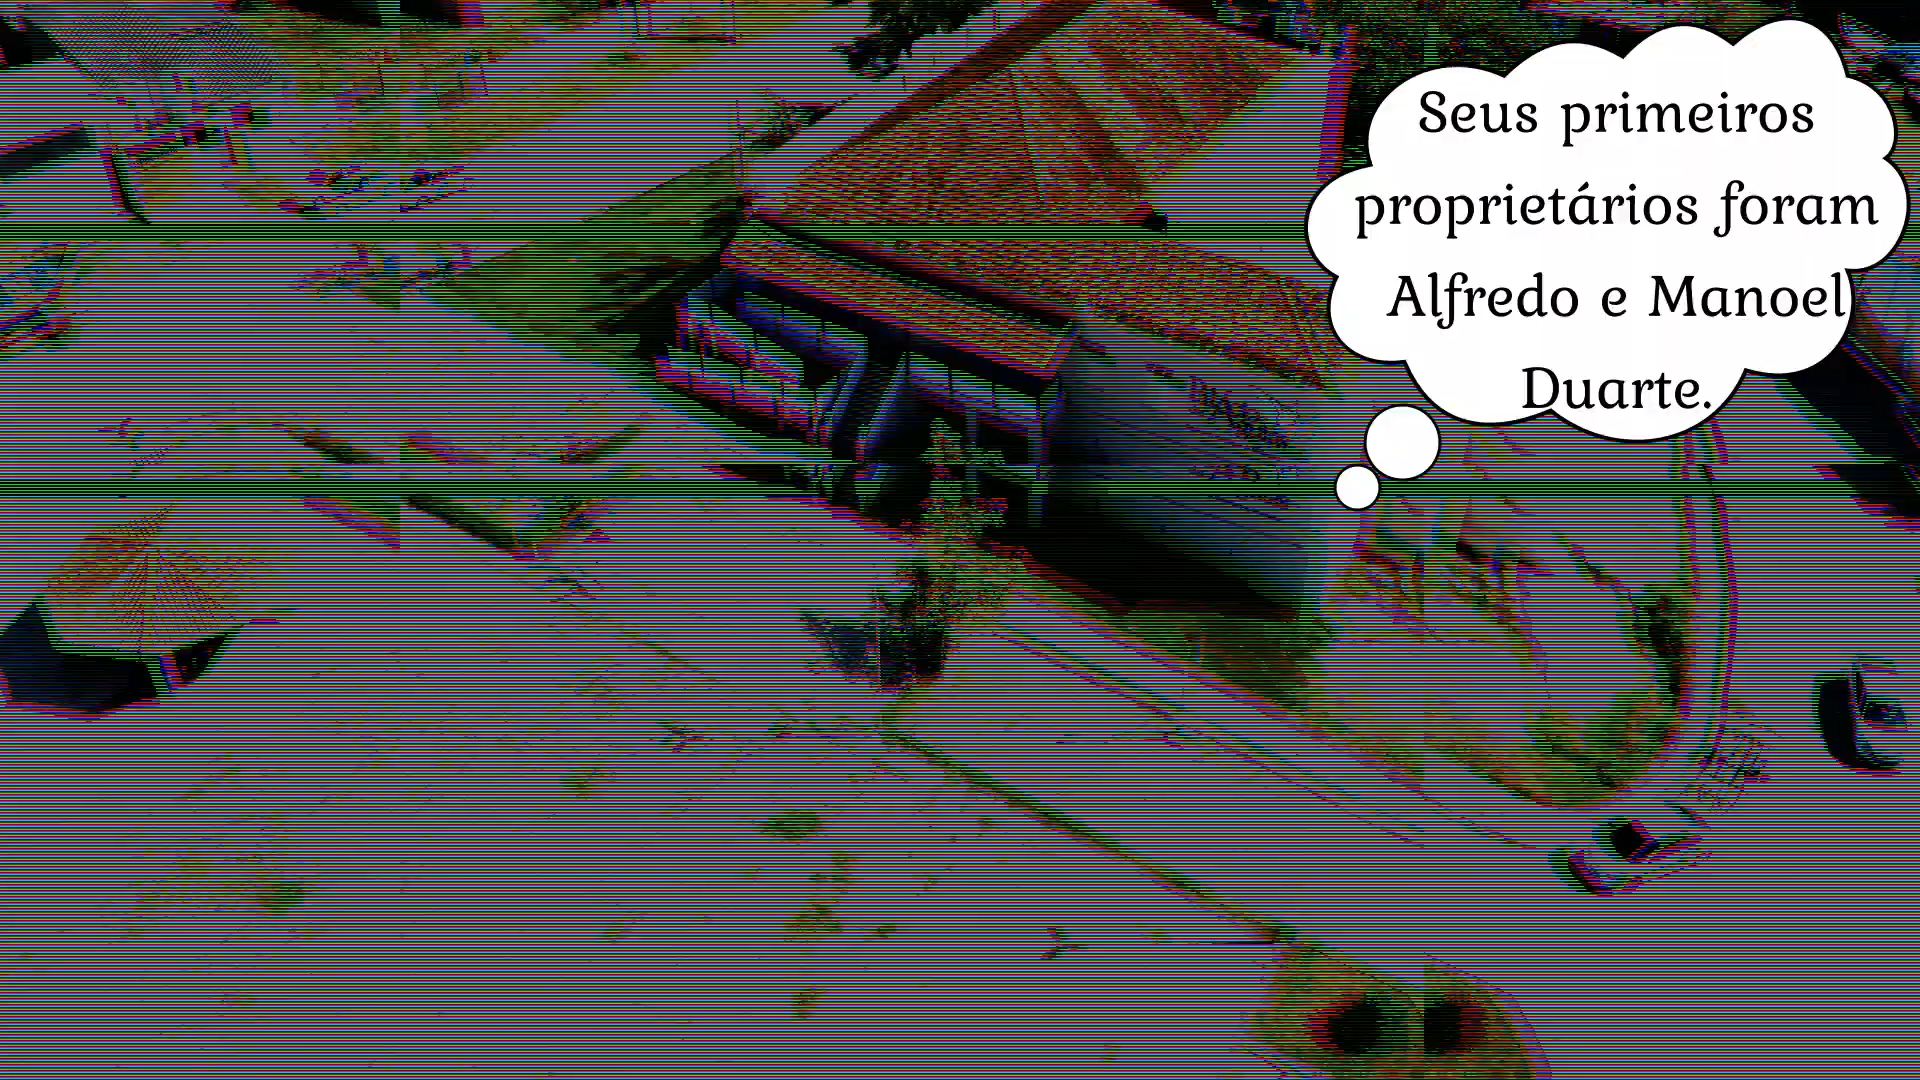 Seus primeiros
proprietários foram
Alfredo e Manoel
Duarte.